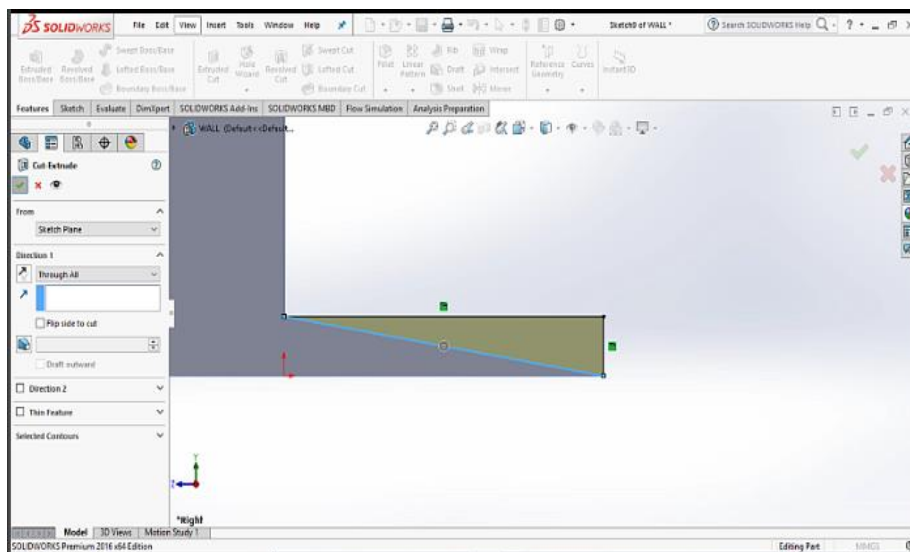 SOLIDWORKS File Edit View Insert Tools Window Help Sketch9 of WALL * Search SOLIDWORKS Help
Extruded Boss/Base Revolved Boss/Base Swept Boss/Base Lofted Boss/Base Boundary Boss/Base Extruded Cut Hole Wizard Revolved Cut Swept Cut Lofted Cut Boundary Cut Fillet Linear Pattern Rib Draft Shell Wrap Intersect Mirror Reference Geometry Curves Instant3D
Features Sketch Evaluate DimXpert SOLIDWORKS Add-Ins SOLIDWORKS MBD Flow Simulation Analysis Preparation
WALL (Default<<Default...
Cut-Extrude
From
Sketch Plane
Direction 1
Through All
Flip side to cut
Draft outward
Direction 2
Thin Feature
Selected Contours
Y
Z
*Right
Model 3D Views Motion Study 1
SOLIDWORKS Premium 2016 x64 Edition Editing Part MMGS